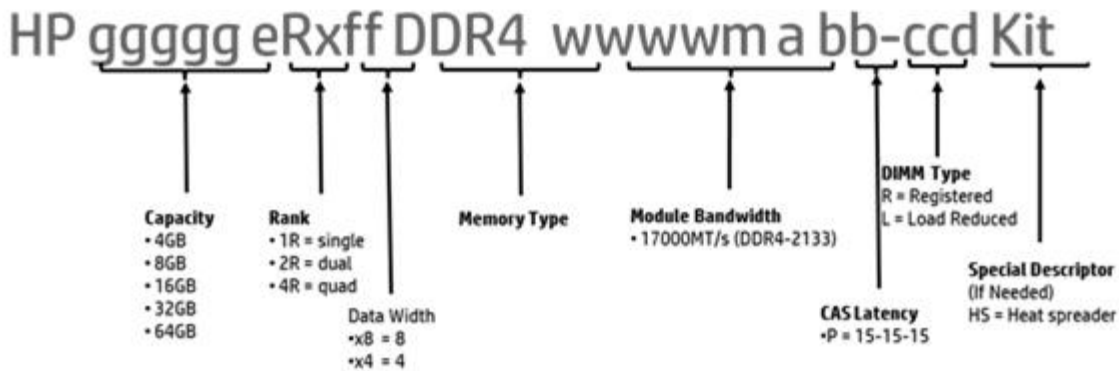 HP ggggg eRxff DDR4 wwwwm a bb-ccd Kit
Capacity
• 4GB
• 8GB
• 16GB
• 32GB
• 64GB
Rank
• 1R = single
• 2R = dual
• 4R = quad
Data Width
•x8 = 8
•x4 = 4
Memory Type
Module Bandwidth
• 17000MT/s (DDR4-2133)
CAS Latency
•P = 15-15-15
DIMM Type
R = Registered
L = Load Reduced
Special Descriptor
(If Needed)
HS = Heat spreader